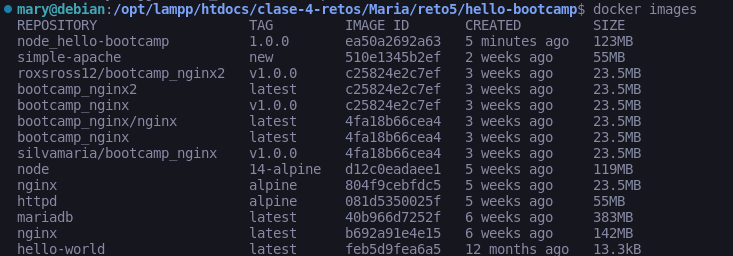 mary@debian:/opt/lampp/htdocs/clase-4-retos/Maria/reto5/hello-bootcamp$ docker images
REPOSITORY TAG IMAGE ID CREATED SIZE
node_hello-bootcamp 1.0.0 ea50a2692a63 5 minutes ago 123MB
simple-apache new 510e1345b2ef 2 weeks ago 55MB
roxsross12/bootcamp_nginx2 v1.0.0 c25824e2c7ef 3 weeks ago 23.5MB
bootcamp_nginx2 latest c25824e2c7ef 3 weeks ago 23.5MB
bootcamp_nginx v1.0.0 c25824e2c7ef 3 weeks ago 23.5MB
bootcamp_nginx/nginx latest 4fa18b66cea4 3 weeks ago 23.5MB
bootcamp_nginx latest 4fa18b66cea4 3 weeks ago 23.5MB
silvamaria/bootcamp_nginx v1.0.0 4fa18b66cea4 3 weeks ago 23.5MB
node 14-alpine d12c0eadaee1 5 weeks ago 119MB
nginx alpine 804f9cebfdc5 5 weeks ago 23.5MB
httpd alpine 081d5350025f 5 weeks ago 55MB
mariadb latest 40b966d7252f 6 weeks ago 383MB
nginx latest b692a91e4e15 6 weeks ago 142MB
hello-world latest feb5d9fea6a5 12 months ago 13.3kB